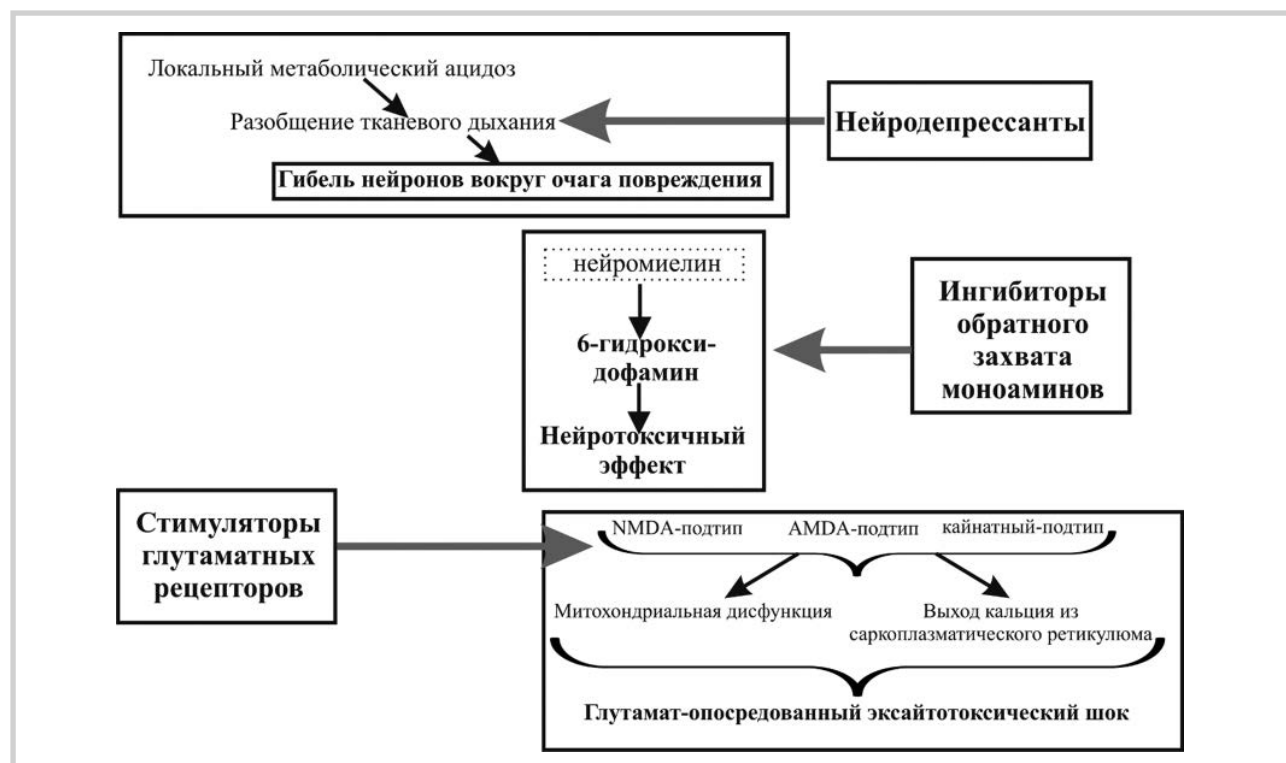 Локальный метаболический ацидоз
Разобщение тканевого дыхания
Гибель нейронов вокруг очага повреждения
Нейродепрессанты
нейромиелин
6-гидрокси-
дофамин
Нейротоксичный
эффект
Ингибиторы
обратного
захвата
моноаминов
Стимуляторы
глутаматных
рецепторов
NMDA-подтип AMDA-подтип кайнатный-подтип
Митохондриальная дисфункция
Выход кальция из
саркоплазматического ретикулюма
Глутамат-опосредованный эксайтотоксический шок